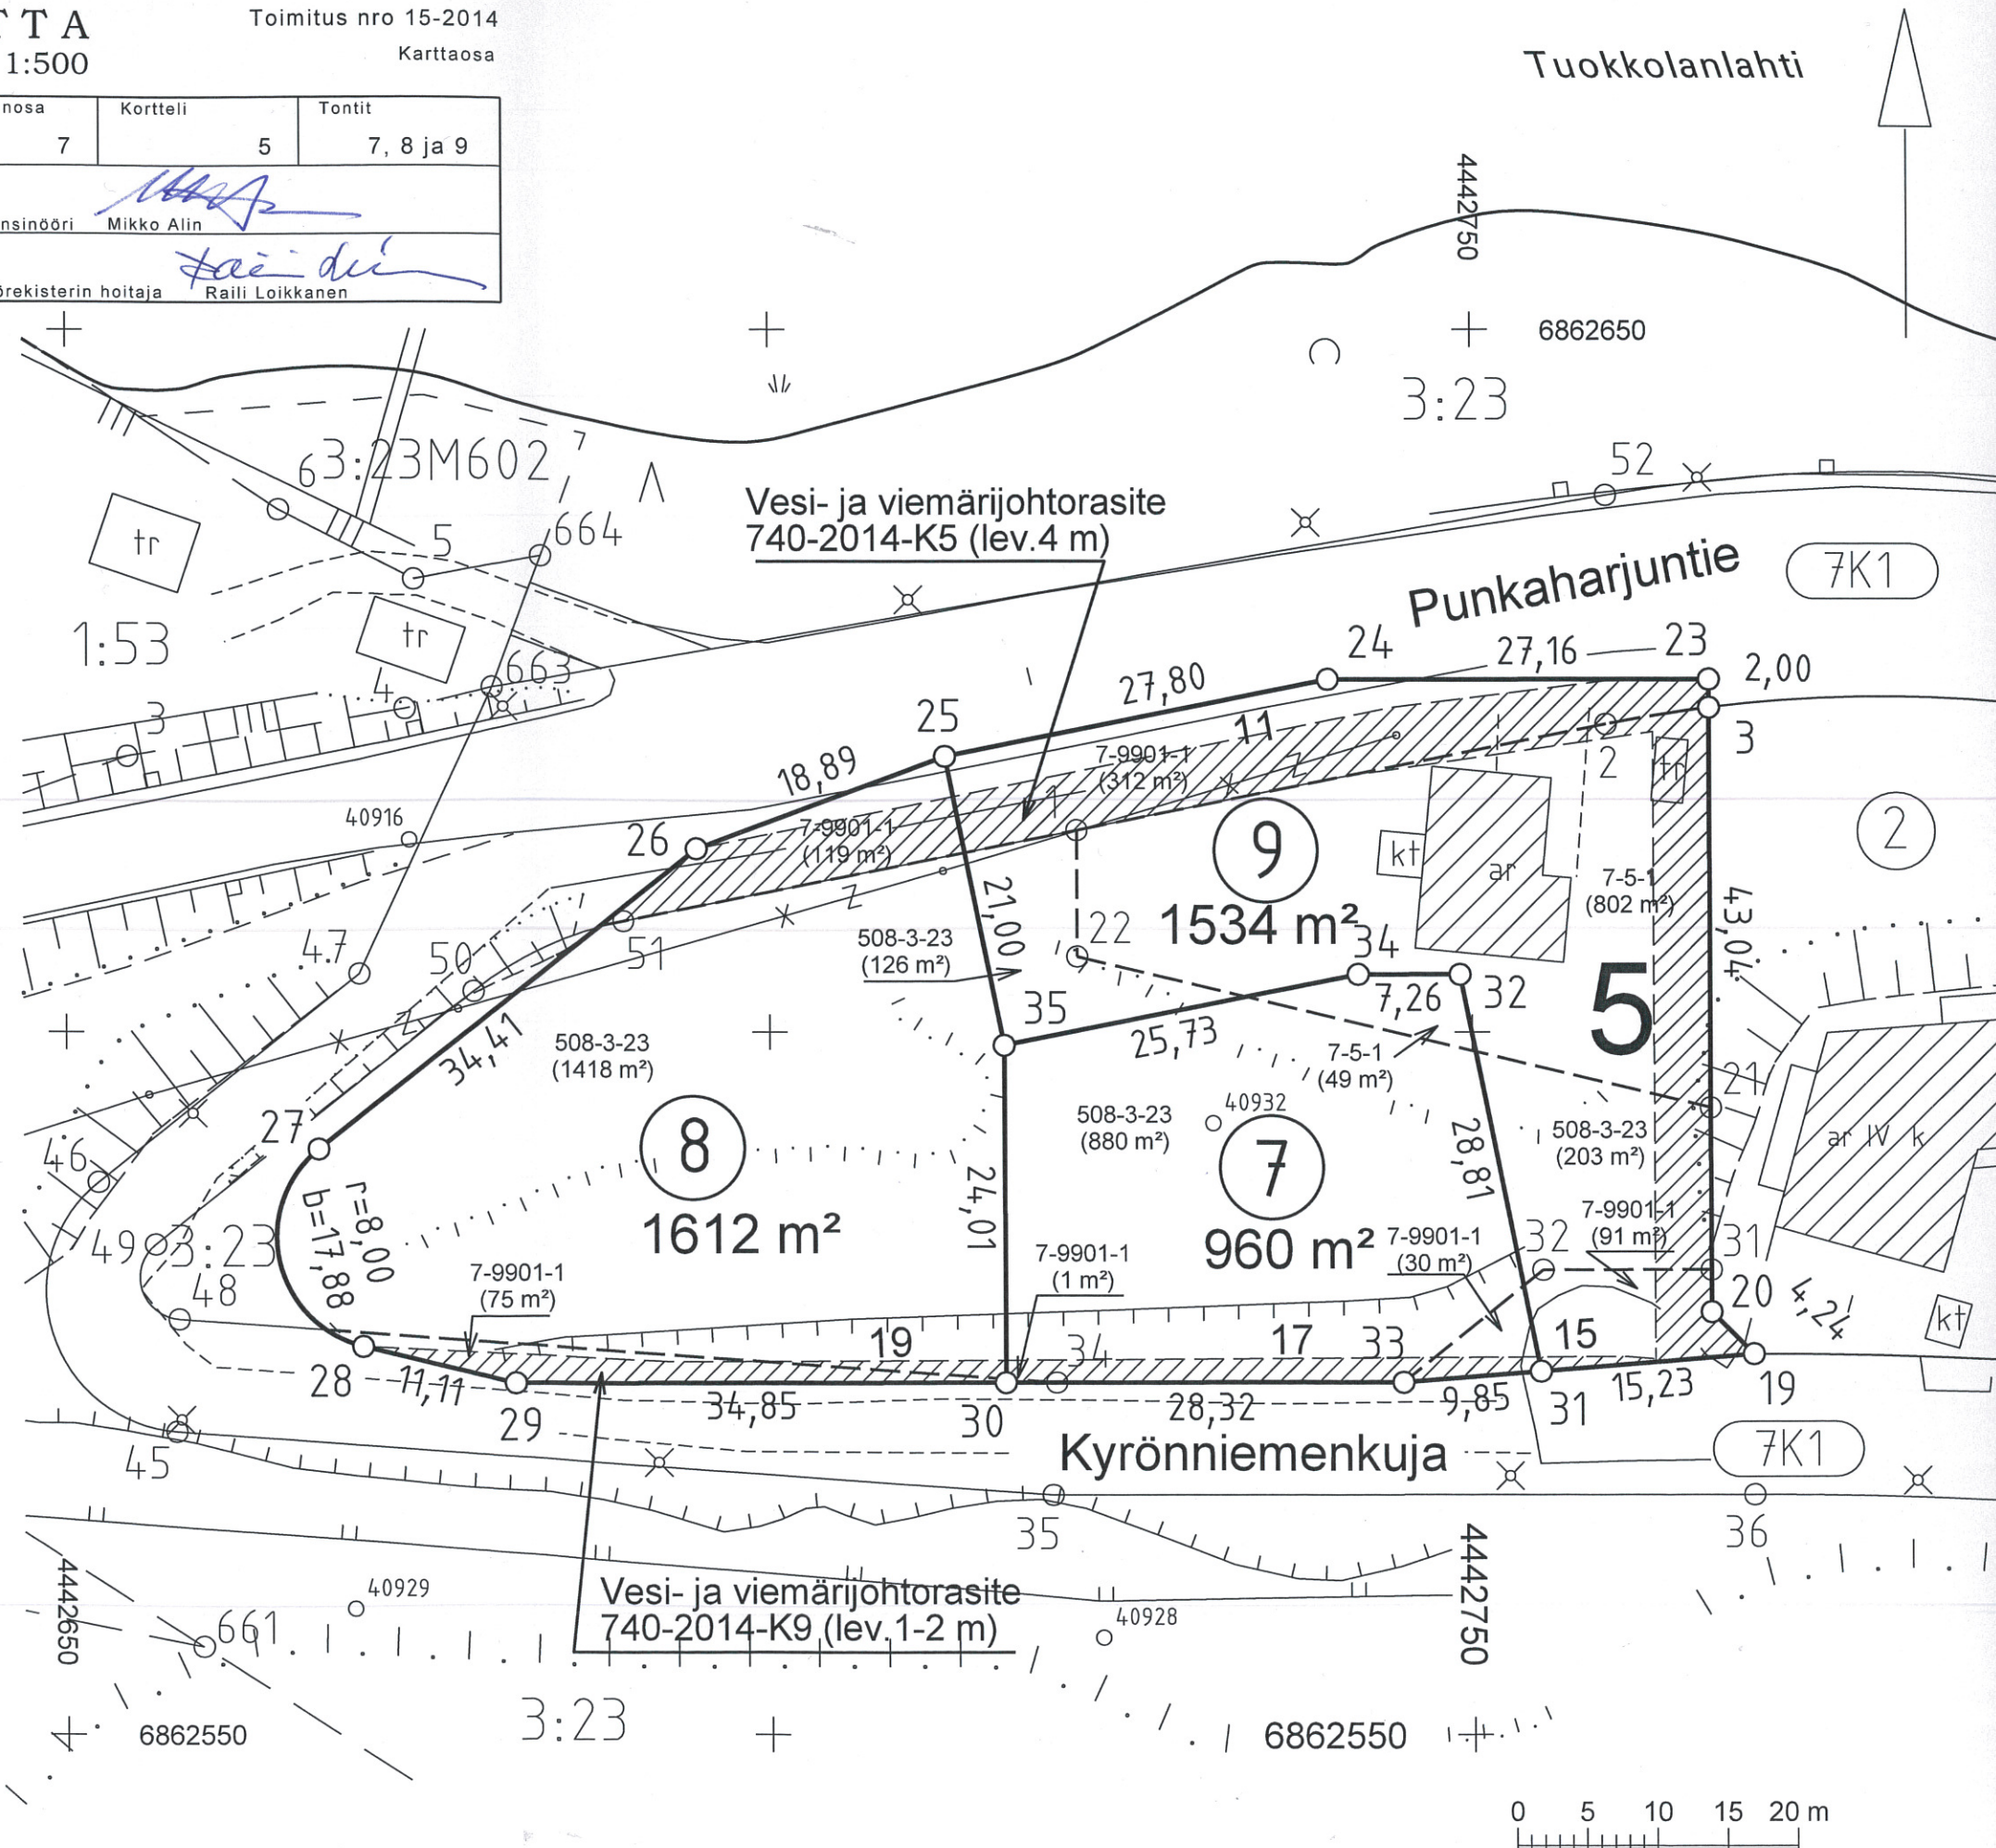 TTA
1:500
Toimitus nro 15-2014
Karttaosa
nosa
7
Kortteli
5
Tontit
7, 8 ja 9
nsinööri Mikko Alin
örekisterin hoitaja Raili Loikkanen
Tuokkolanlahti
4442750
6862650
3:23
63:23M602
52
Vesi- ja viemärijohtorasite
740-2014-K5 (lev.4 m)
tr
5
664
Punkaharjuntie
7K1
1:53
tr
663
4
3
24
27,16
23
2,00
27,80
25
11
3
18,89
7-9901-1
(312 m²)
2
tr
40916
26
7-9901-1
(119 m²)
1
9
kt
ar
7-5-1
(802 m²)
2
43,04
21,00
22
1534 m²
34
47
50
51
508-3-23
(126 m²)
7,26
32
5
35
25,73
34,41
508-3-23
(1418 m²)
7-5-1
(49 m²)
21
27
8
508-3-23
(880 m²)
40932
7
28,81
508-3-23
(203 m²)
ar IV k
46
r=8,00
b=17,88
24,01
1612 m²
960 m²
7-9901-1
(30 m²)
32
7-9901-1
(91 m²)
31
49
3:23
48
7-9901-1
(75 m²)
7-9901-1
(1 m²)
20
4,24
kt
19
34
17
33
15
28
11,11
29
34,85
30
28,32
9,85
31
15,23
19
45
Kyrönniemenkuja
7K1
35
36
4442650
40929
Vesi- ja viemärijohtorasite
740-2014-K9 (lev.1-2 m)
40928
4442750
661
3:23
6862550
6862550
0 5 10 15 20 m